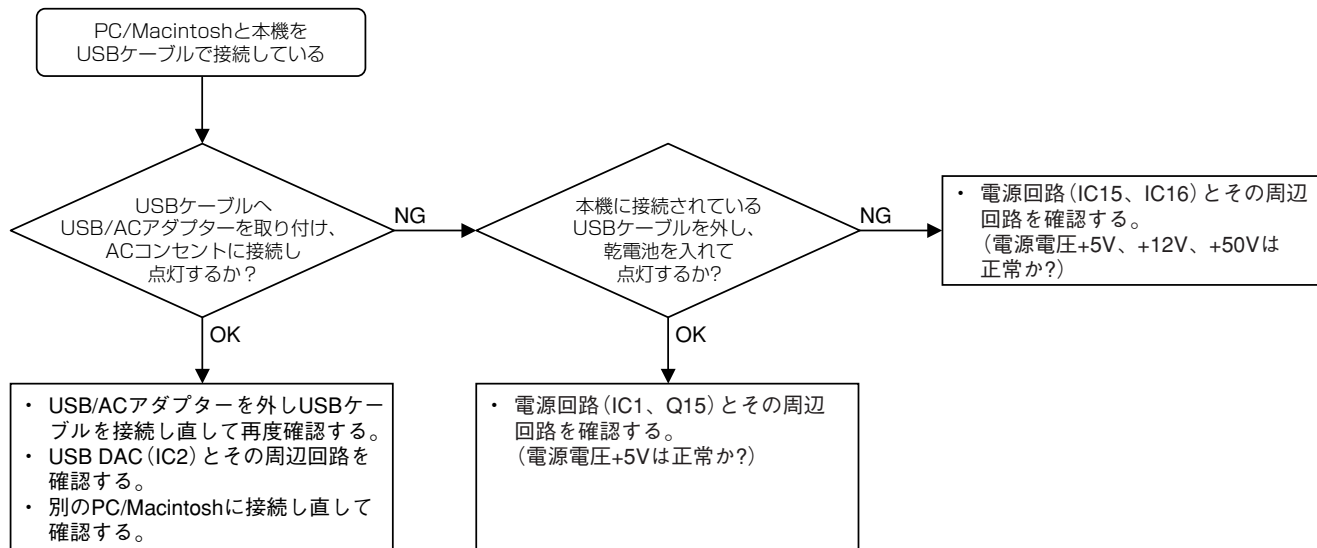 PC/Macintoshと本機を
USBケーブルで接続している
USBケーブルへ
USB/ACアダプターを取り付け、
ACコンセントに接続し
点灯するか？
NG
本機に接続されている
USBケーブルを外し、
乾電池を入れて
点灯するか?
NG
・ 電源回路（IC15、IC16）とその周辺
回路を確認する。
（電源電圧+5V、+12V、+50Vは
正常か?）
OK
OK
・ USB/ACアダプターを外しUSBケー
ブルを接続し直して再度確認する。
・ USB DAC（IC2）とその周辺回路を
確認する。
・ 別のPC/Macintoshに接続し直して
確認する。
・ 電源回路（IC1、Q15）とその周辺
回路を確認する。
（電源電圧+5Vは正常か?）